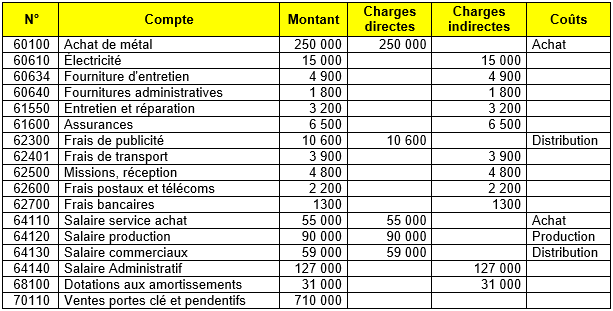 N° Compte Montant Charges directes Charges indirectes Coûts
60100 Achat de métal 250 000 250 000 Achat
60610 Électricité 15 000 15 000
60634 Fourniture d'entretien 4 900 4 900
60640 Fournitures administratives 1 800 1 800
61550 Entretien et réparation 3 200 3 200
61600 Assurances 6 500 6 500
62300 Frais de publicité 10 600 10 600 Distribution
62401 Frais de transport 3 900 3 900
62500 Missions, réception 4 800 4 800
62600 Frais postaux et télécoms 2 200 2 200
62700 Frais bancaires 1300 1300
64110 Salaire service achat 55 000 55 000 Achat
64120 Salaire production 90 000 90 000 Production
64130 Salaire commerciaux 59 000 59 000 Distribution
64140 Salaire Administratif 127 000 127 000
68100 Dotations aux amortissements 31 000 31 000
70110 Ventes portes clé et pendentifs 710 000